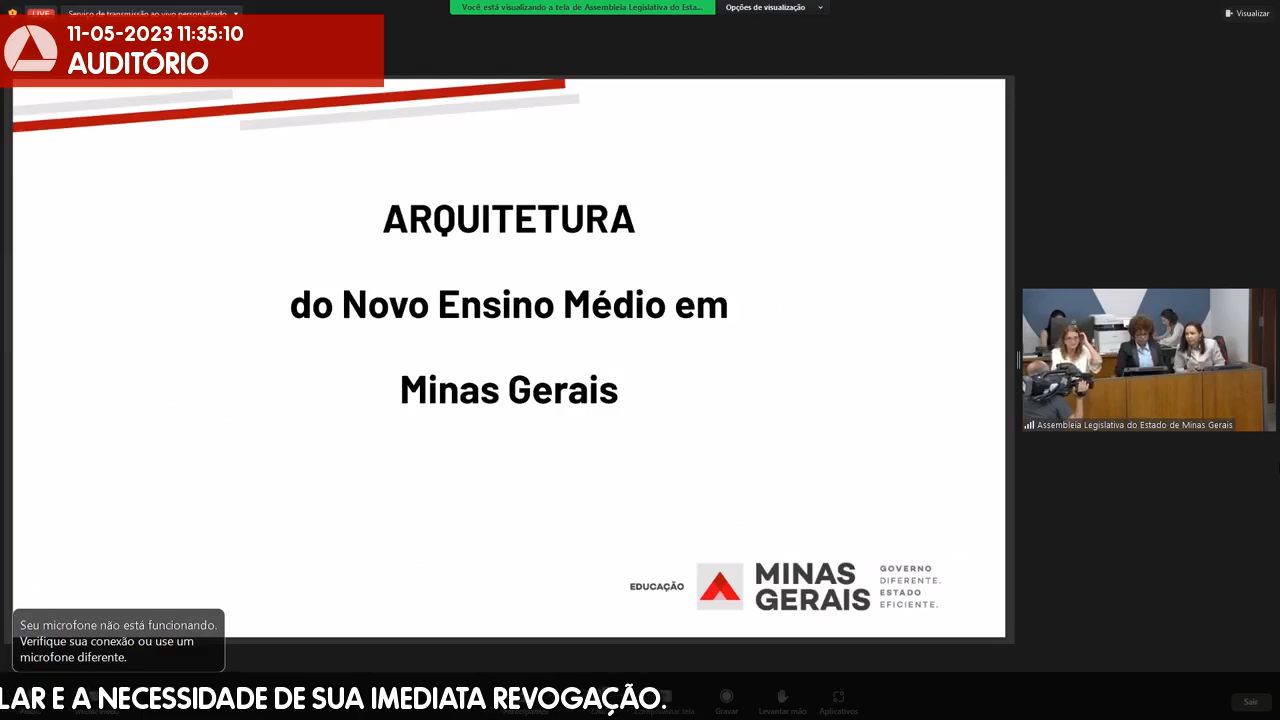 LIVE
Serviço de transmissão ao vivo personalizado
Você está visualizando a tela de Assembleia Legislativa do Esta...
Opções de visualização
Visualizar
11-05-2023 11:35:10
AUDITÓRIO
ARQUITETURA
do Novo Ensino Médio em
Minas Gerais
Assembleia Legislativa do Estado de Minas Gerais
EDUCAÇÃO
MINAS
GERAIS
GOVERNO
DIFERENTE.
ESTADO
EFICIENTE.
Seu microfone não está funcionando.
Verifique sua conexão ou use um
microfone diferente.
LAR E A NECESSIDADE DE SUA IMEDIATA REVOGAÇÃO.
Gravar
Levantar mão
Aplicativos
Sair